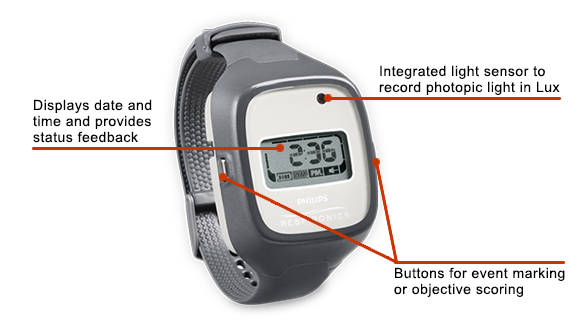 Integrated light sensor to
record photopic light in Lux
Displays date and
time and provides
status feedback
2:36
PM
PHILIPS
RESPIRONICS
Buttons for event marking
or objective scoring